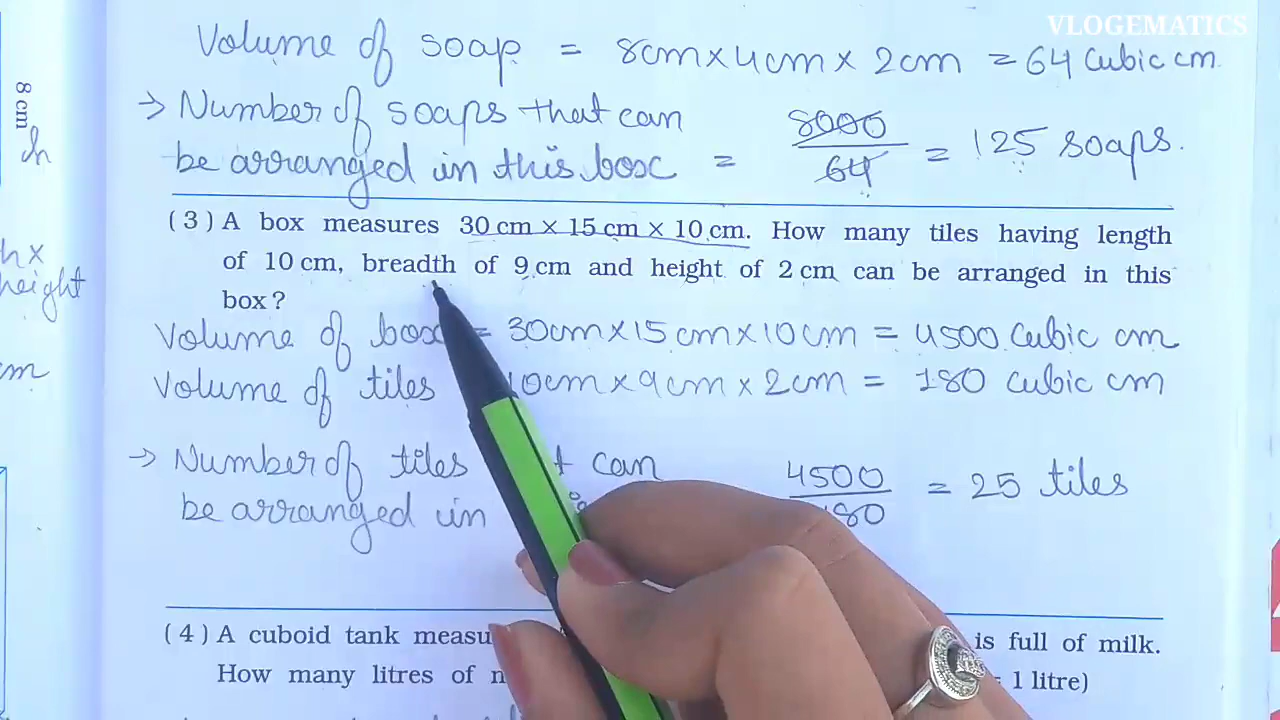 VLOGEMATICS
Volume of soap = 8cm x 4cm x 2cm = 64 Cubic cm.
8 cm h
→ Number of soaps that can
be arranged in this box = 8000/64 = 125 soaps.
(3) A box measures 30 cm × 15 cm × 10 cm. How many tiles having length
of 10 cm, breadth of 9 cm and height of 2 cm can be arranged in this
box?
height
cm
Volume of box = 30cm x 15cm x 10cm = 4500 Cubic cm
Volume of tiles 10cm x 9cm x 2cm = 180 cubic cm
→ Number of tiles can
be arranged in 4500/180 = 25 tiles
(4) A cuboid tank is full of milk.
How many litres of 1 litre)